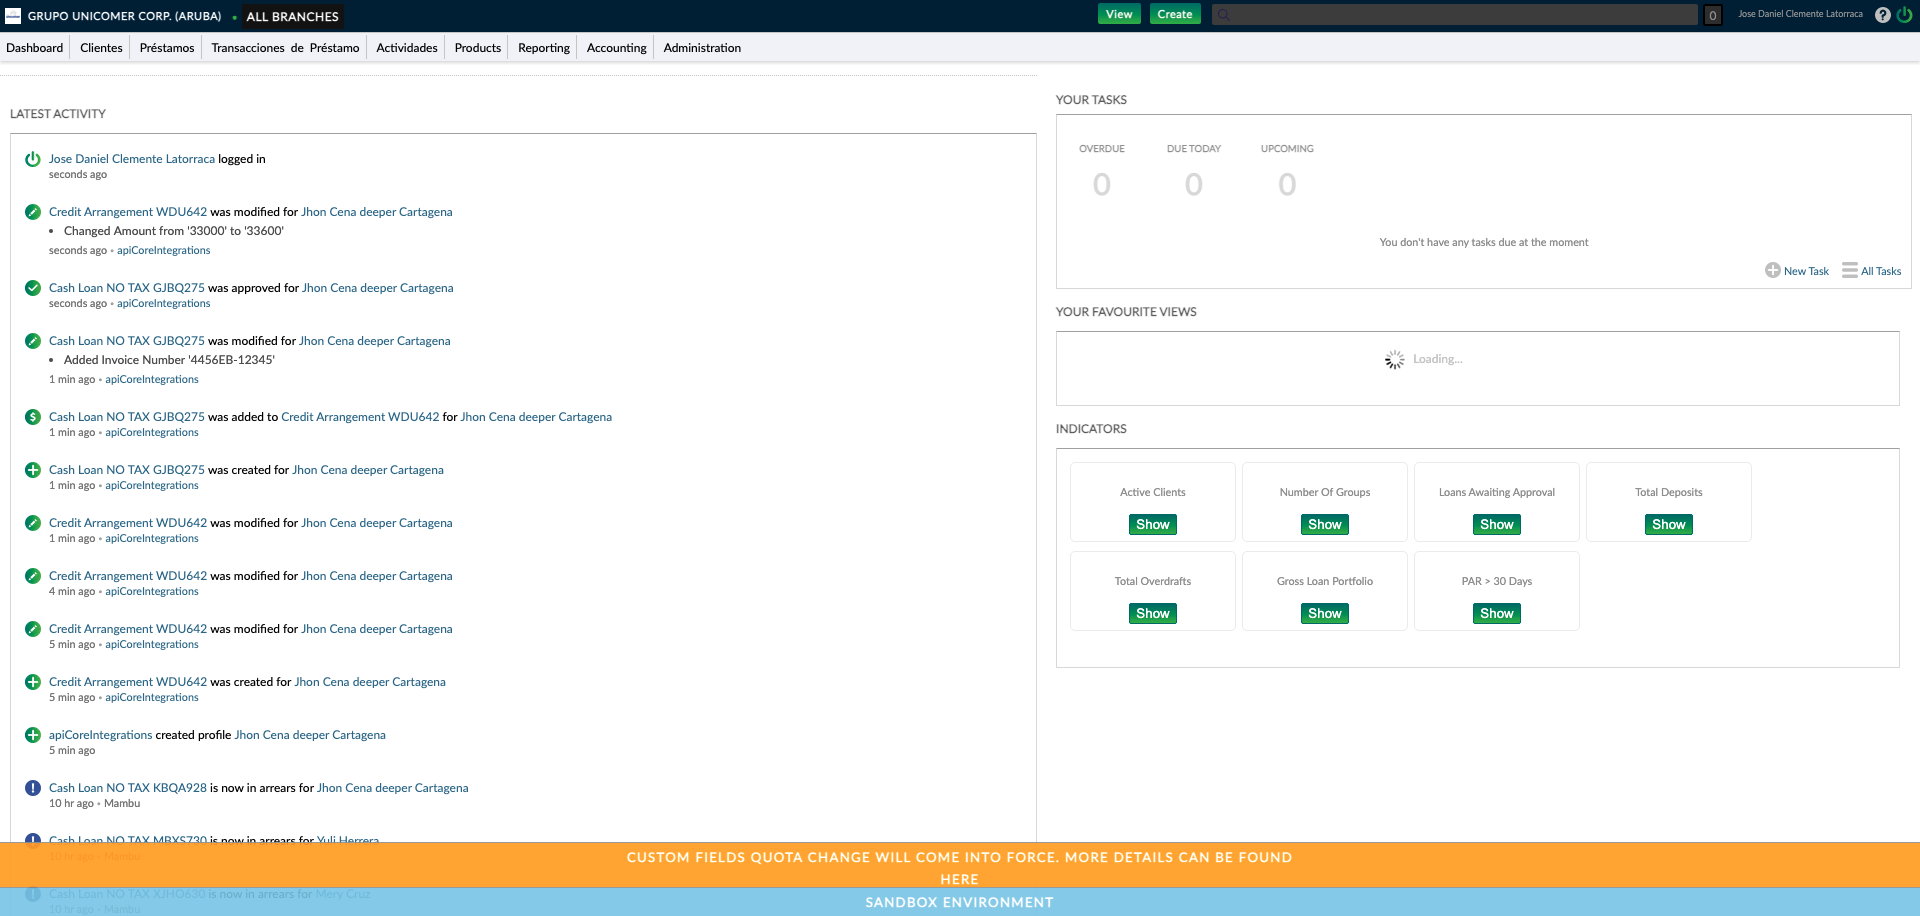 GRUPO UNICOMER CORP. (ARUBA) • ALL BRANCHES View Create 0 Jose Daniel Clemente Latorraca ?
Dashboard Clientes Préstamos Transacciones de Préstamo Actividades Products Reporting Accounting Administration
LATEST ACTIVITY
Jose Daniel Clemente Latorraca logged in
seconds ago
Credit Arrangement WDU642 was modified for Jhon Cena deeper Cartagena
• Changed Amount from '33000' to '33600'
seconds ago • apiCoreIntegrations
Cash Loan NO TAX GJBQ275 was approved for Jhon Cena deeper Cartagena
seconds ago • apiCoreIntegrations
Cash Loan NO TAX GJBQ275 was modified for Jhon Cena deeper Cartagena
• Added Invoice Number '4456EB-12345'
1 min ago • apiCoreIntegrations
Cash Loan NO TAX GJBQ275 was added to Credit Arrangement WDU642 for Jhon Cena deeper Cartagena
1 min ago • apiCoreIntegrations
Cash Loan NO TAX GJBQ275 was created for Jhon Cena deeper Cartagena
1 min ago • apiCoreIntegrations
Credit Arrangement WDU642 was modified for Jhon Cena deeper Cartagena
1 min ago • apiCoreIntegrations
Credit Arrangement WDU642 was modified for Jhon Cena deeper Cartagena
4 min ago • apiCoreIntegrations
Credit Arrangement WDU642 was modified for Jhon Cena deeper Cartagena
5 min ago • apiCoreIntegrations
Credit Arrangement WDU642 was created for Jhon Cena deeper Cartagena
5 min ago • apiCoreIntegrations
apiCoreIntegrations created profile Jhon Cena deeper Cartagena
5 min ago
Cash Loan NO TAX KBQA928 is now in arrears for Jhon Cena deeper Cartagena
10 hr ago • Mambu
Cash Loan NO TAX MBXS730 is now in arrears for Yuli Herrera
10 hr ago • Mambu
Cash Loan NO TAX XJHO630 is now in arrears for Mery Cruz
10 hr ago • Mambu
YOUR TASKS
OVERDUE DUE TODAY UPCOMING
0 0 0
You don't have any tasks due at the moment
New Task All Tasks
YOUR FAVOURITE VIEWS
Loading...
INDICATORS
Active Clients Number Of Groups Loans Awaiting Approval Total Deposits
Show Show Show Show
Total Overdrafts Gross Loan Portfolio PAR > 30 Days
Show Show Show
CUSTOM FIELDS QUOTA CHANGE WILL COME INTO FORCE. MORE DETAILS CAN BE FOUND
HERE
SANDBOX ENVIRONMENT